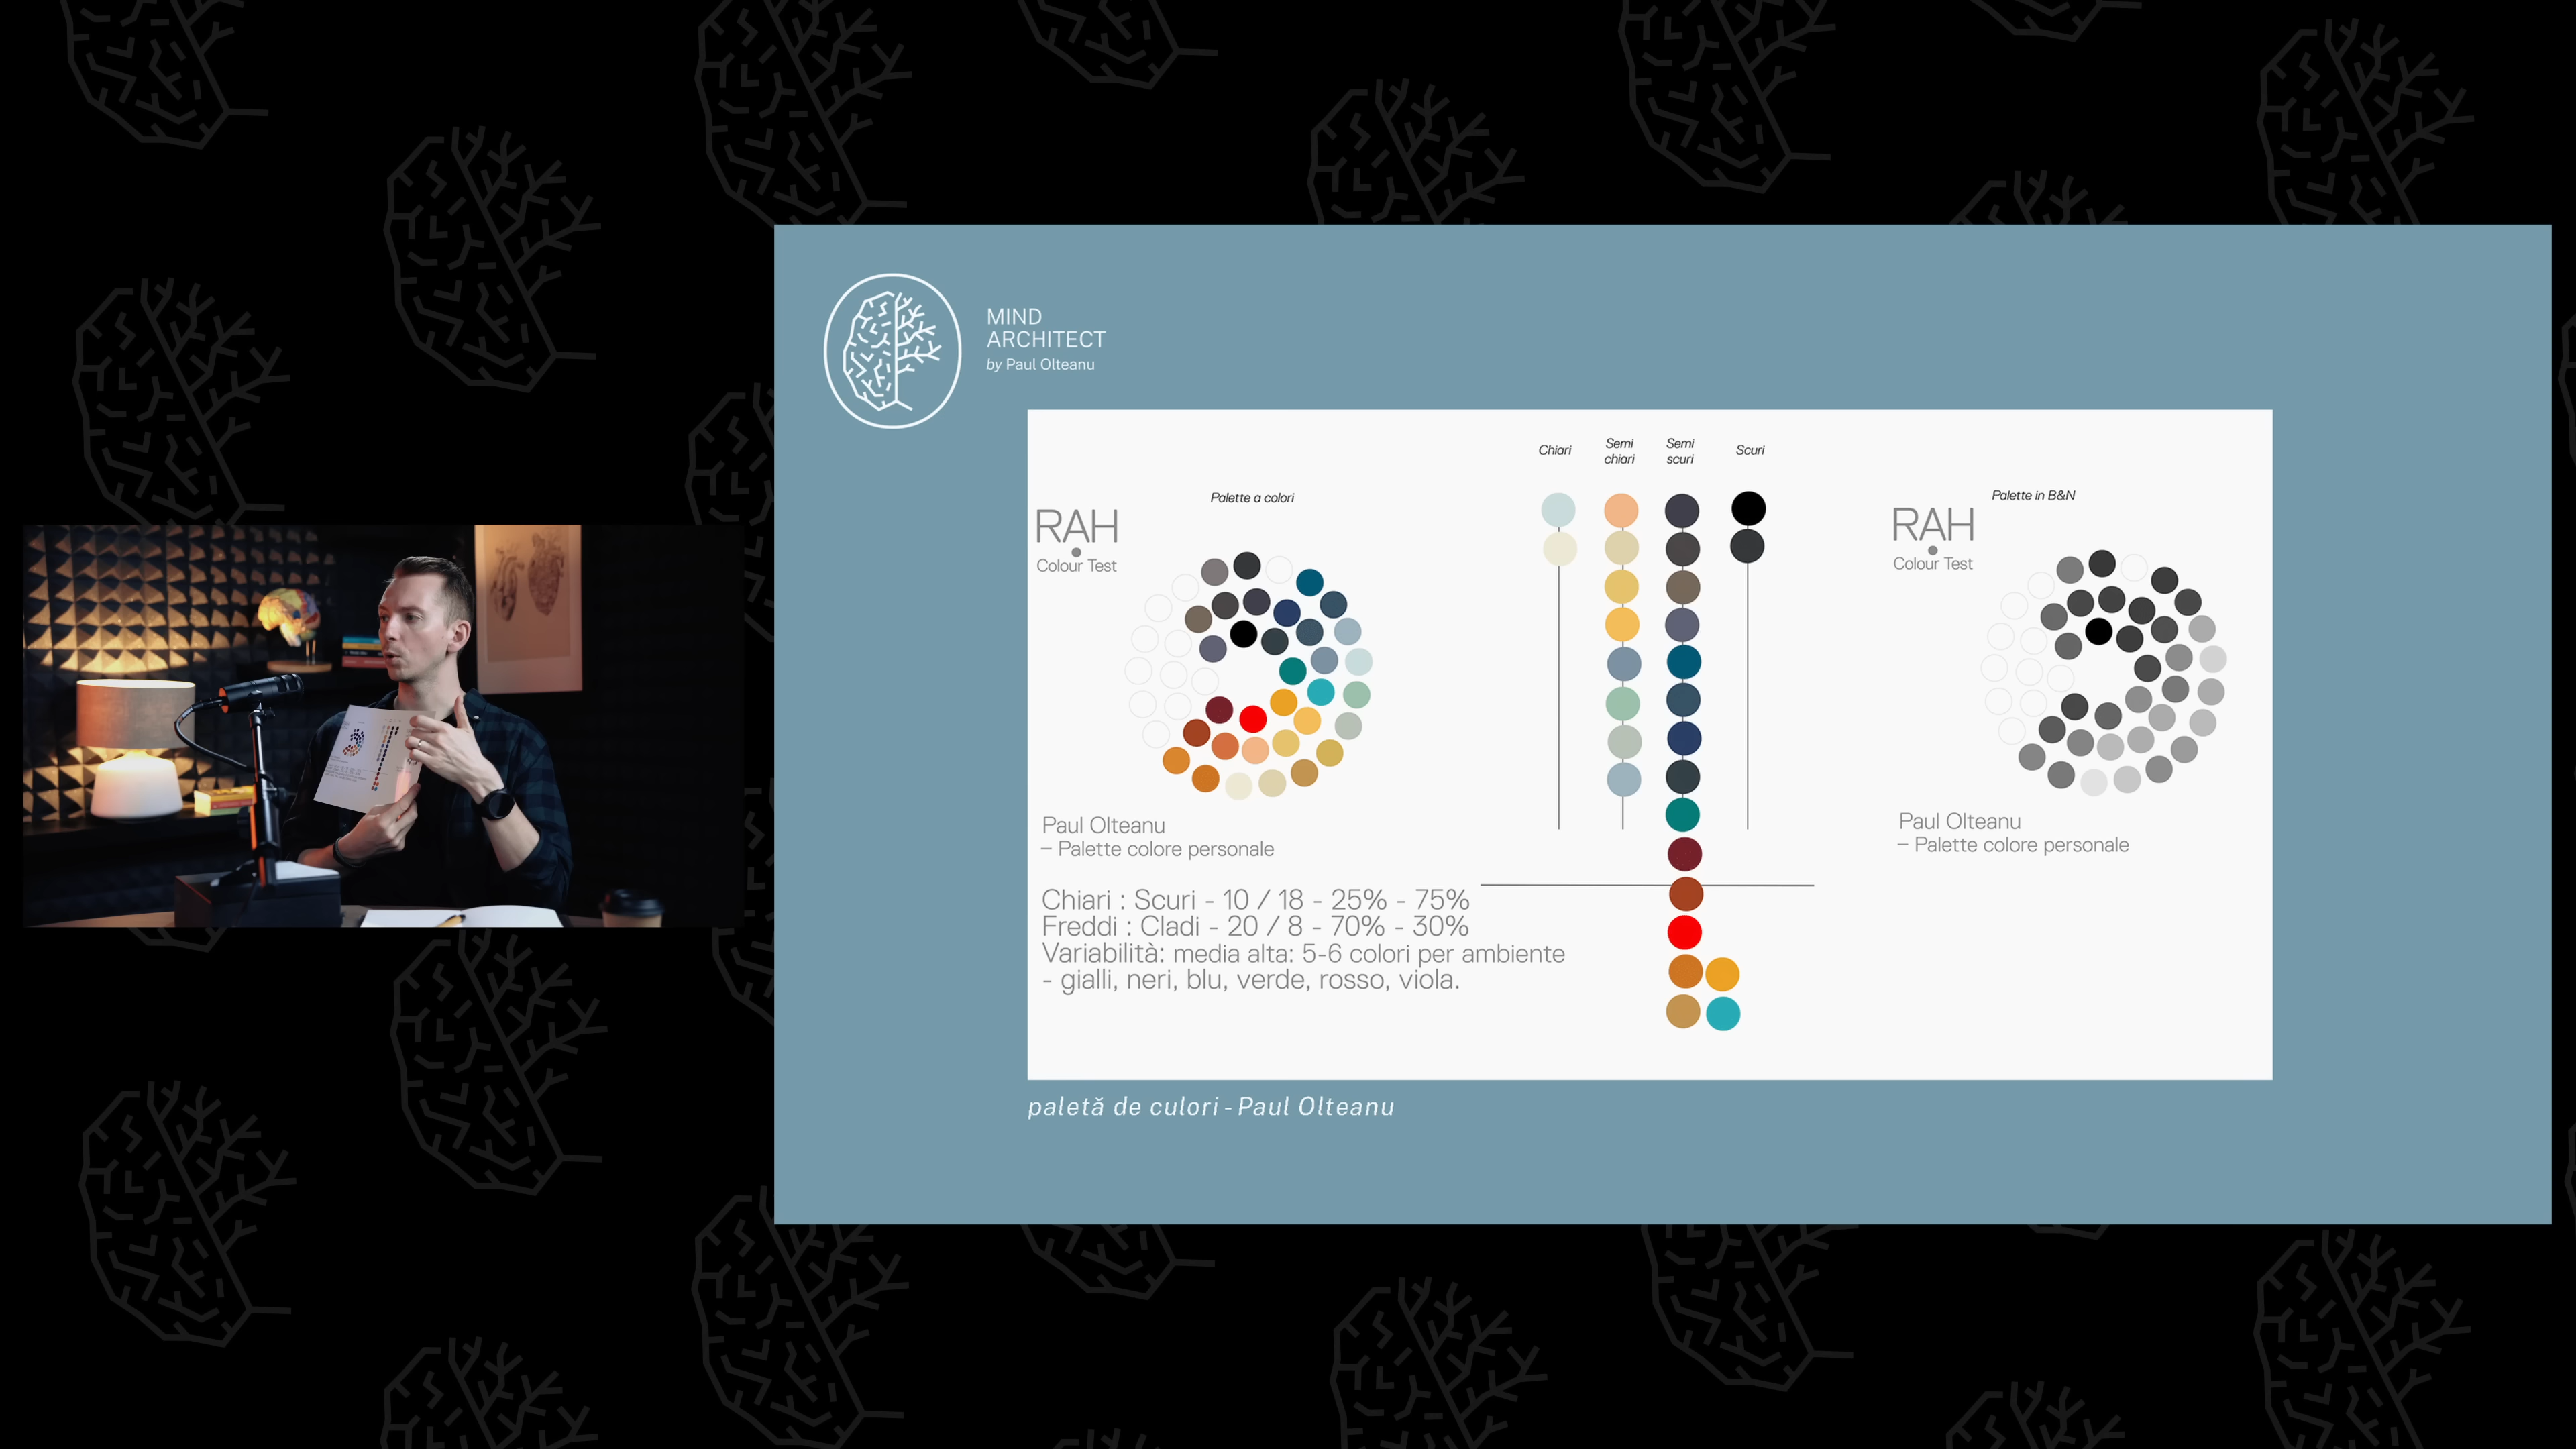 MIND
ARCHITECT
by Paul Olteanu
Palette a colori
RAH
Colour Test
Paul Olteanu
– Palette colore personale
Chiari : Scuri - 10 / 18 - 25% - 75%
Freddi : Cladi - 20 / 8 - 70% - 30%
Variabilità: media alta: 5-6 colori per ambiente
- gialli, neri, blu, verde, rosso, viola.
Chiari
Semi
chiari
Semi
scuri
Scuri
Palette in B&N
RAH
Colour Test
Paul Olteanu
– Palette colore personale
paletă de culori - Paul Olteanu